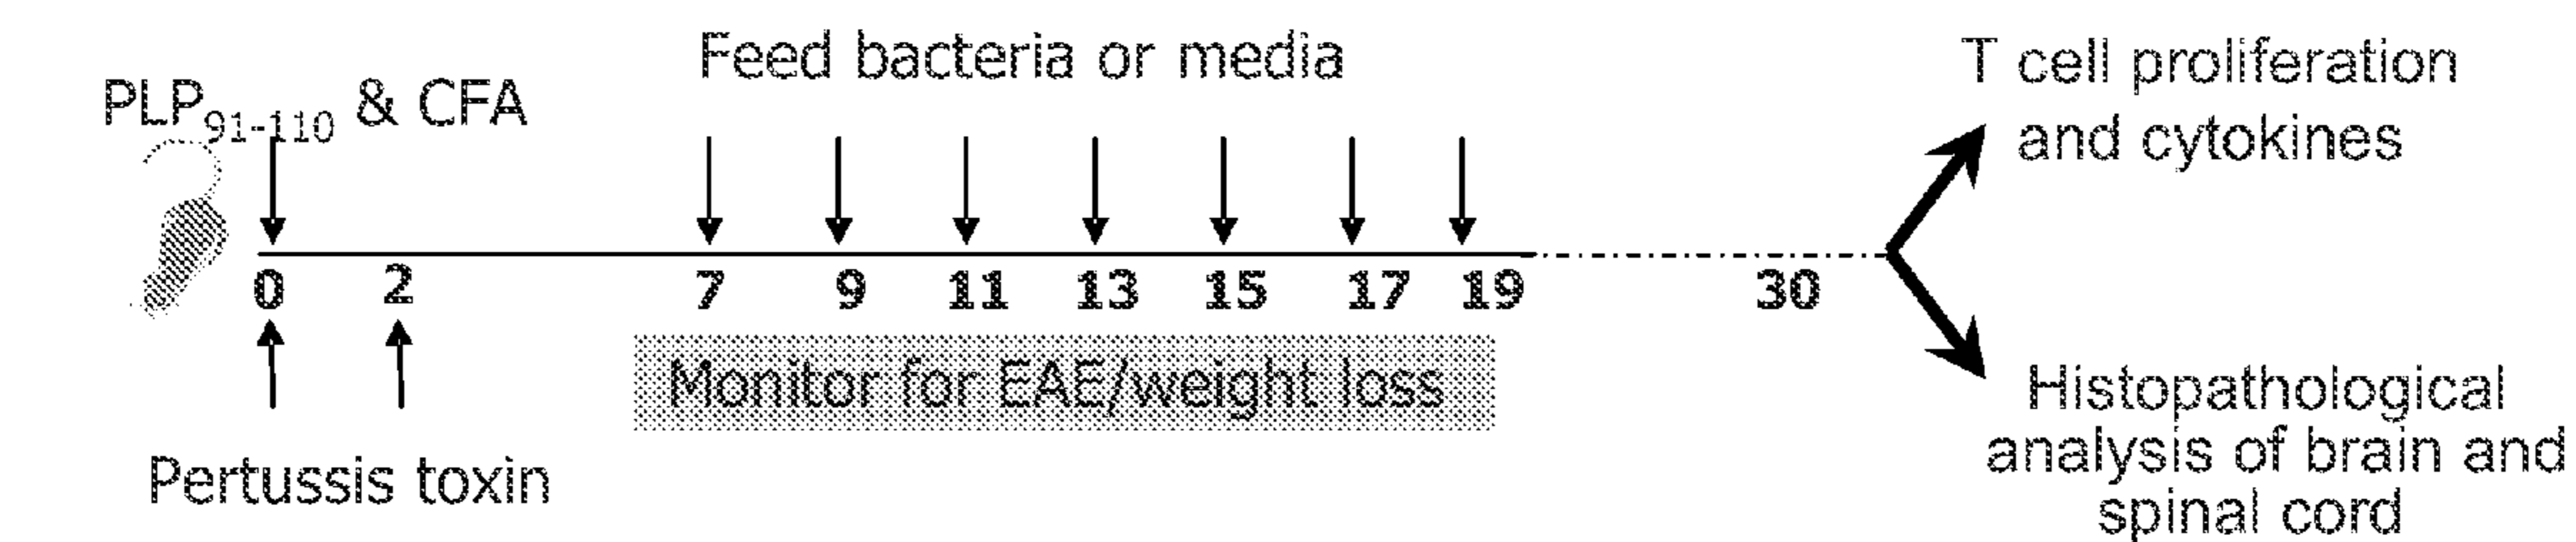 Feed bacteria or media
PLP91-110 & CFA
T cell proliferation
and cytokines
0 2 7 9 11 13 15 17 19 30
Monitor for EAE/weight loss
Pertussis toxin
Histopathological
analysis of brain and
spinal cord